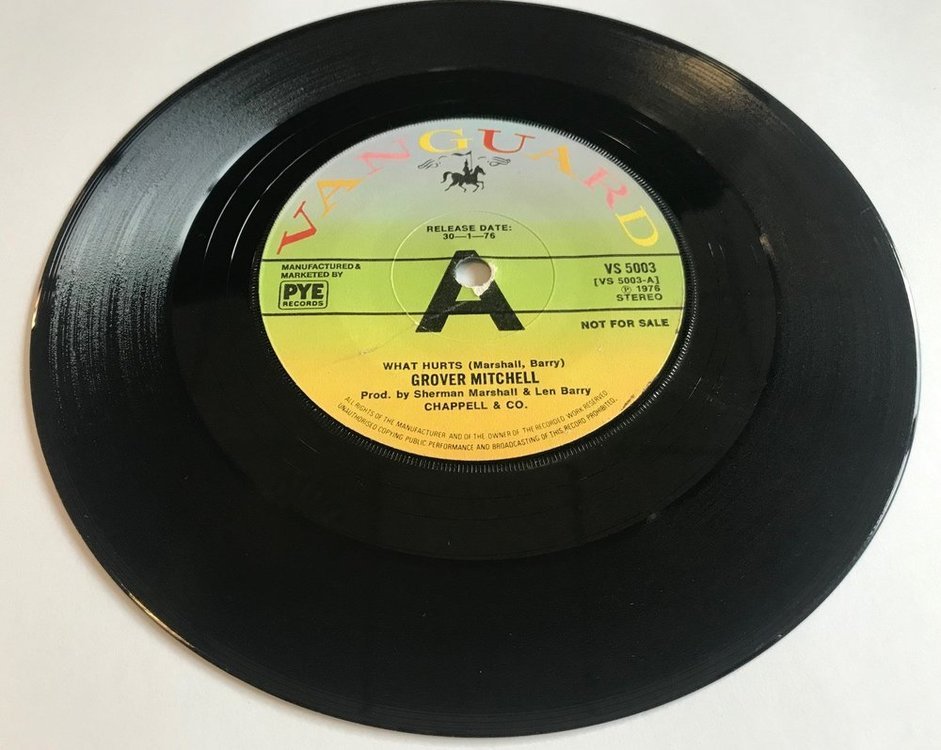 VANGUARD
RELEASE DATE:
30—1—76
MANUFACTURED &
MARKETED BY
PYE
RECORDS
A
VS 5003
[VS 5003-A]
Ⓟ 1976
STEREO
NOT FOR SALE
WHAT HURTS (Marshall, Barry)
GROVER MITCHELL
Prod. by Sherman Marshall & Len Barry
CHAPPELL & CO.
ALL RIGHTS OF THE MANUFACTURER AND OF THE OWNER OF THE RECORDED WORK RESERVED.
UNAUTHORISED COPYING PUBLIC PERFORMANCE AND BROADCASTING OF THIS RECORD PROHIBITED.